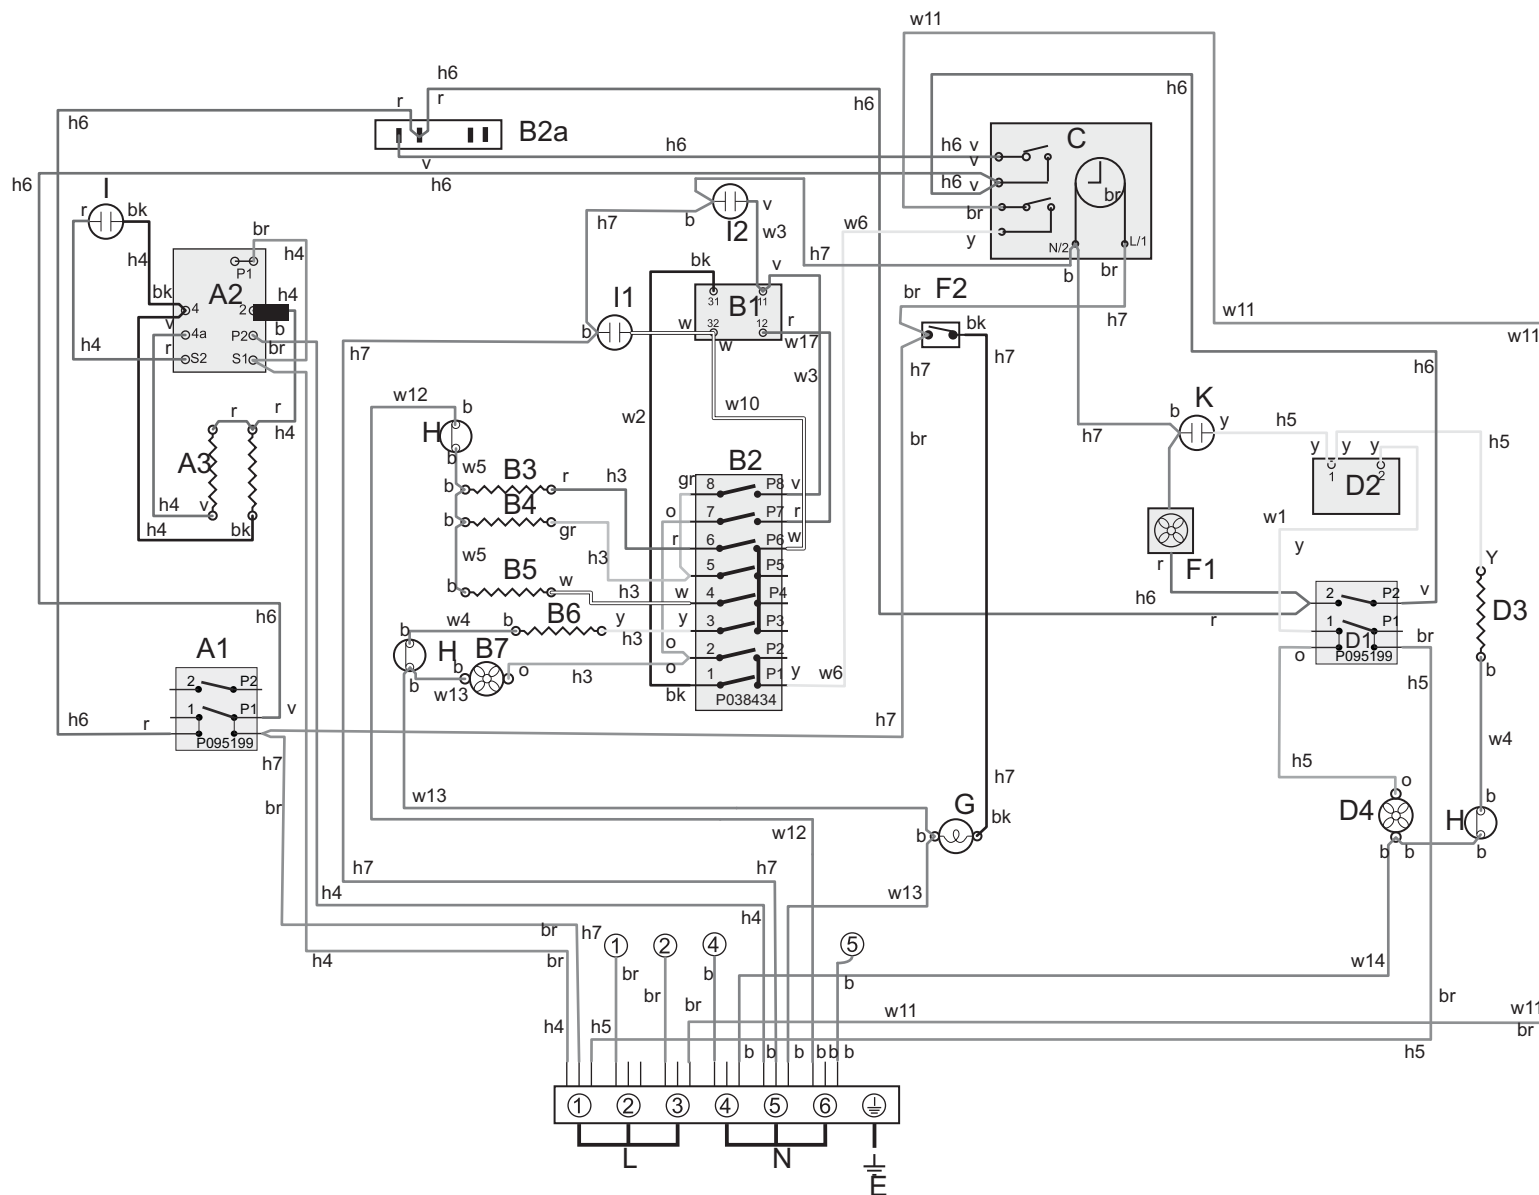 w11
h6
r
r
h6
h6
h6
B2a
h6
v
h6
h6
C
br
h6 v
v
h6 v
br
y
N/2
L/1
b
br
h6
I
r
bk
br
h4
h4
P1
A2
bk
4
2
h4
b
v
4a
P2
br
r
S2
S1
h4
r
r
h4
A3
h4
v
h4
bk
h7
b
I2
v
w3
h7
w6
bk
v
31
11
B1
32
12
w
w
r
w17
w3
I1
b
h7
w2
w10
br
F2
bk
h7
h7
h7
br
w11
w11
h6
K
b
y
h5
h7
y
y
y
h5
1
2
D2
w12
b
H
b
w5
b
B3
r
h3
B4
b
gr
h3
w5
B5
b
w
h3
w
B6
w4
b
y
h3
y
b
H
b
B7
b
w13
o
h3
o
o
bk
B2
gr
8
P8
v
o
7
P7
r
r
6
P6
w
5
P5
4
P4
3
P3
2
P2
y
1
P1
w6
P038434
w1
y
r
F1
h6
r
2
P2
v
1
P1
br
D1
o
P095199
h5
Y
D3
b
w4
h5
o
D4
b
H
b
b
b
A1
h6
2
P2
1
P1
v
h6
r
P095199
h7
br
h7
h7
w13
w12
G
b
bk
w13
h7
h4
h4
br
h7
br
h4
1
2
4
5
br
br
br
b
b
w14
br
w11
w11
br
h4
h5
h5
b
b
b
b
b
b
1
2
3
4
5
6
L
N
E